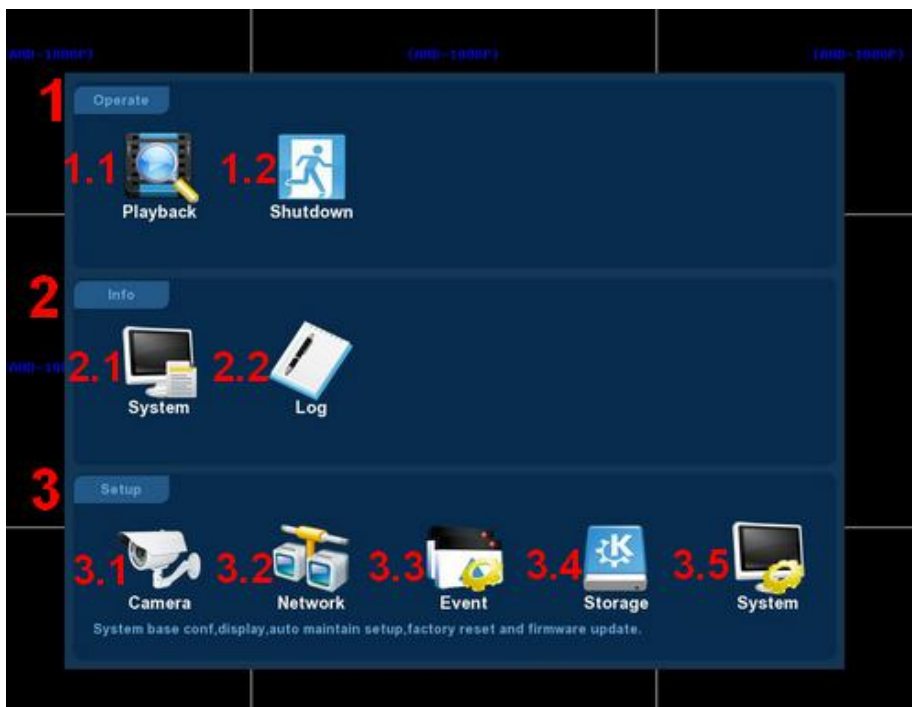 (AHD-1080P) (AHD-1080P) (AHD-1080P)
1 Operate
1.1 1.2
Playback Shutdown
2 Info
2.1 2.2
System Log
3 Setup
3.1 3.2 3.3 3.4 3.5
Camera Network Event Storage System
System base conf,display,auto maintain setup,factory reset and firmware update.